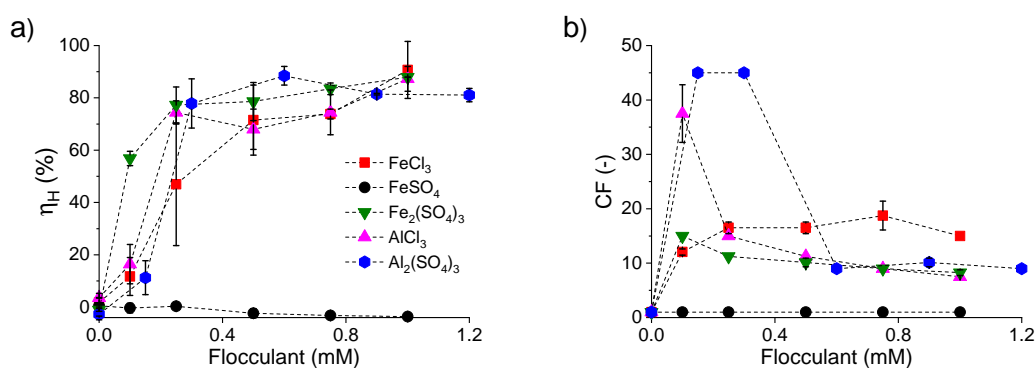 a)
100
80
60
40
20
0
η_H (%)
0.0 0.4 0.8 1.2
Flocculant (mM)
FeCl₃
FeSO₄
Fe₂(SO₄)₃
AlCl₃
Al₂(SO₄)₃
b)
50
40
30
20
10
0
CF (-)
0.0 0.4 0.8 1.2
Flocculant (mM)